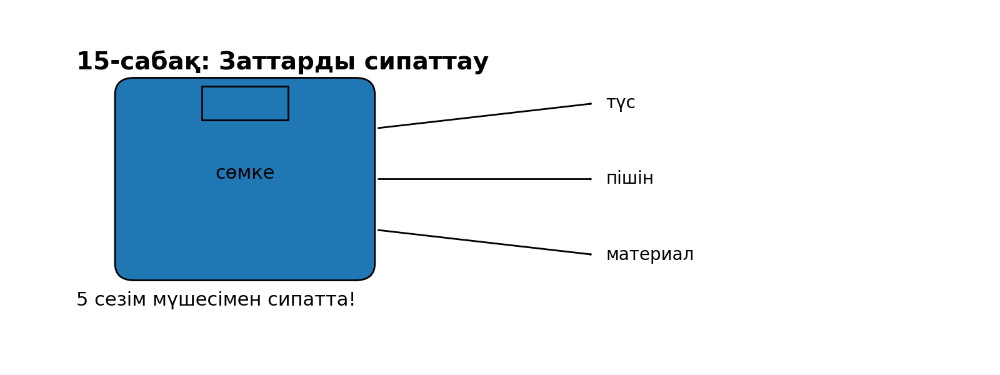 15-сабақ: Заттарды сипаттау
сөмке
түс
пішін
материал
5 сезім мүшесімен сипатта!